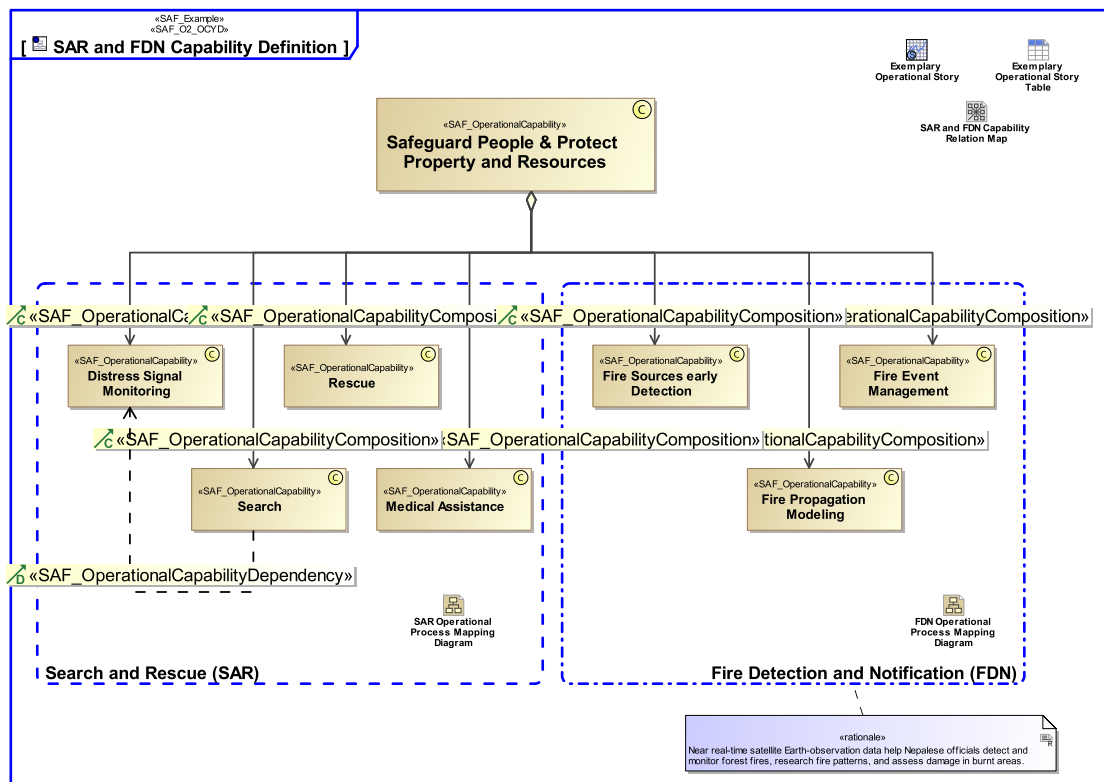 «SAF_Example»
«SAF_O2_OCYD»
[ SAR and FDN Capability Definition ]
Exemplary
Operational Story
Exemplary
Operational Story
Table
SAR and FDN Capability
Relation Map
C
«SAF_OperationalCapability»
Safeguard People & Protect
Property and Resources
C «SAF_OperationalCa
C «SAF_OperationalCapabilityComposi
C «SAF_OperationalCapabilityComposition»
erationalCapabilityComposition»
C
«SAF_OperationalCapability»
Distress Signal
Monitoring
C
«SAF_OperationalCapability»
Rescue
C
«SAF_OperationalCapability»
Fire Sources early
Detection
C
«SAF_OperationalCapability»
Fire Event
Management
C «SAF_OperationalCapabilityComposition»
SAF_OperationalCapabilityComposition»
tionalCapabilityComposition»
C
«SAF_OperationalCapability»
Search
C
«SAF_OperationalCapability»
Medical Assistance
C
«SAF_OperationalCapability»
Fire Propagation
Modeling
D «SAF_OperationalCapabilityDependency»
SAR Operational
Process Mapping
Diagram
FDN Operational
Process Mapping
Diagram
Search and Rescue (SAR)
Fire Detection and Notification (FDN)
«rationale»
R
Near real-time satellite Earth-observation data help Nepalese officials detect and
monitor forest fires, research fire patterns, and assess damage in burnt areas.